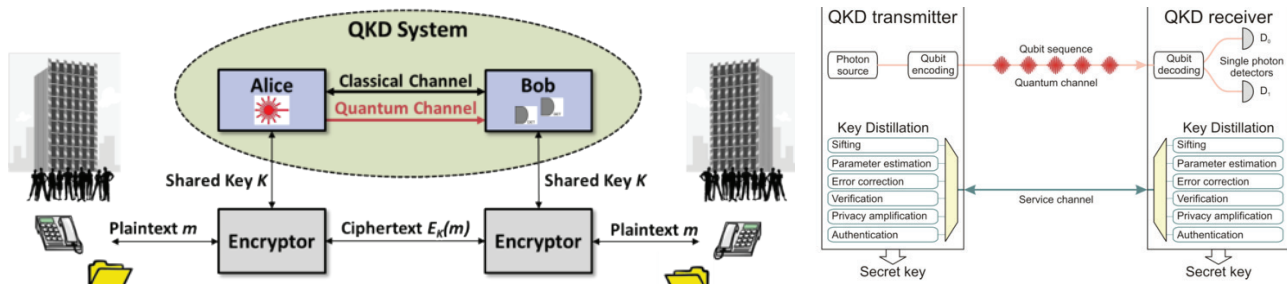 QKD System
Alice
Classical Channel
Quantum Channel
Bob
Shared Key K
Shared Key K
Plaintext m
Encryptor
Ciphertext E_K(m)
Encryptor
Plaintext m
QKD transmitter
QKD receiver
Photon
source
Qubit
encoding
Qubit sequence
Quantum channel
Qubit
decoding
D₀
Single photon
detectors
D₁
Key Distillation
Sifting
Parameter estimation
Error correction
Verification
Privacy amplification
Authentication
Service channel
Key Distillation
Sifting
Parameter estimation
Error correction
Verification
Privacy amplification
Authentication
Secret key
Secret key